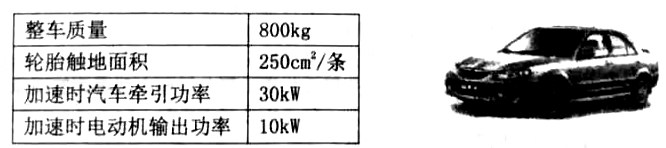 整车质量 800kg
轮胎触地面积 250cm²/条
加速时汽车牵引功率 30kW
加速时电动机输出功率 10kW